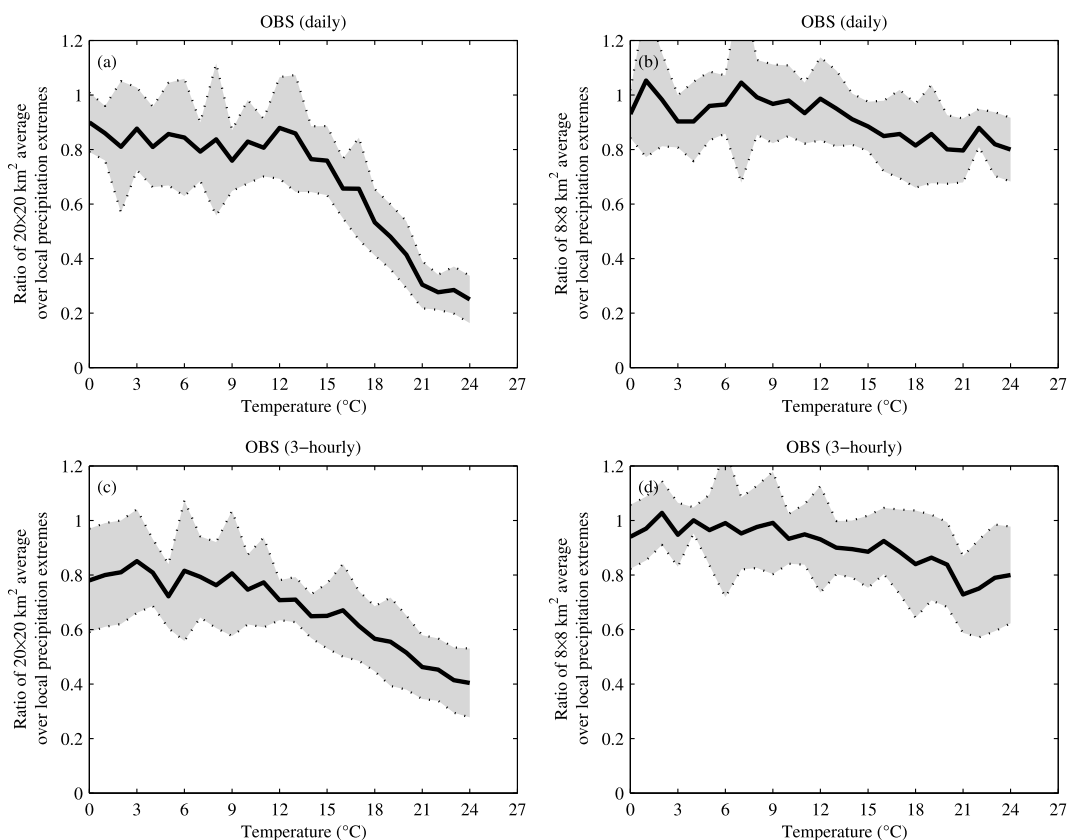 OBS (daily)
(a)
1.2
1
0.8
0.6
0.4
0.2
0
0 3 6 9 12 15 18 21 24 27
Temperature (°C)
Ratio of 20×20 km² average
over local precipitation extremes
OBS (daily)
(b)
1.2
1
0.8
0.6
0.4
0.2
0
0 3 6 9 12 15 18 21 24 27
Temperature (°C)
Ratio of 8×8 km² average
over local precipitation extremes
OBS (3−hourly)
(c)
1.2
1
0.8
0.6
0.4
0.2
0
0 3 6 9 12 15 18 21 24 27
Temperature (°C)
Ratio of 20×20 km² average
over local precipitation extremes
OBS (3−hourly)
(d)
1.2
1
0.8
0.6
0.4
0.2
0
0 3 6 9 12 15 18 21 24 27
Temperature (°C)
Ratio of 8×8 km² average
over local precipitation extremes